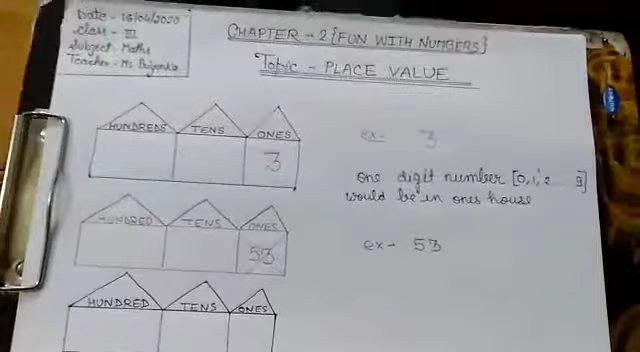 Date - 16/04/2020
Class - III
Subject - Maths
Teacher - Ms Priyanka
CHAPTER - 2 {FUN WITH NUMBERS}
Topic - PLACE VALUE
HUNDREDS TENS ONES
3
ex- 3
one digit number [0,1,2 9]
would be in ones house
HUNDRED TENS ONES
53
ex- 53
HUNDRED TENS ONES